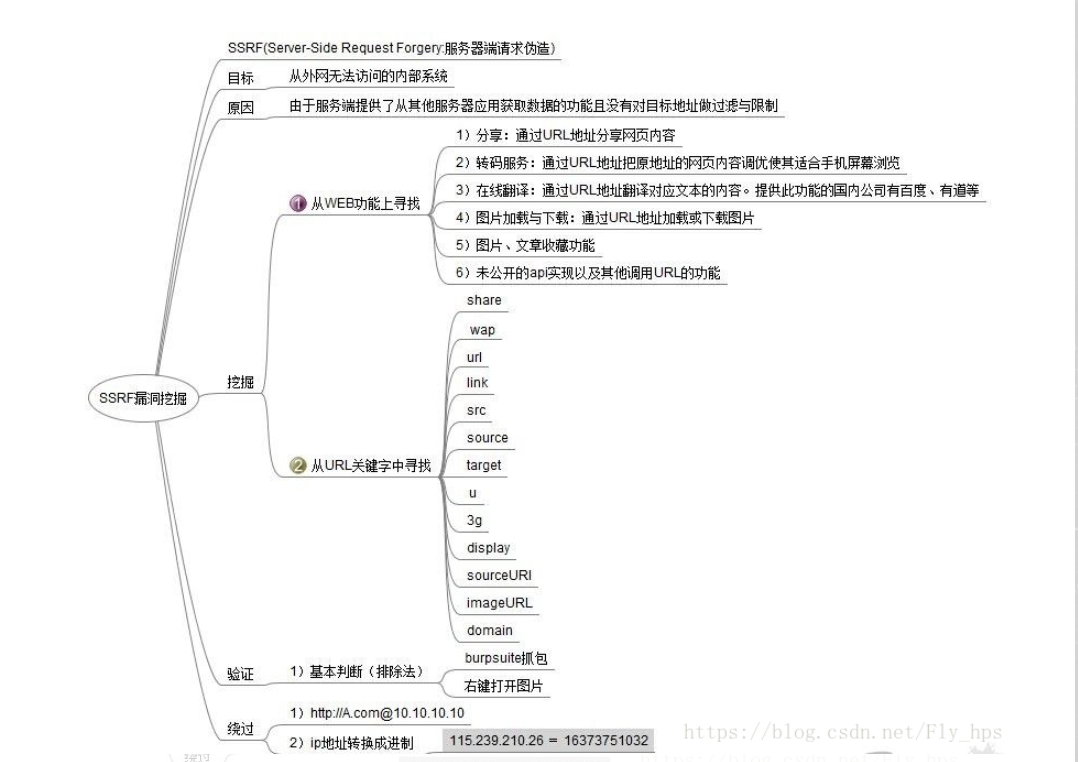 SSRF(Server-Side Request Forgery:服务器端请求伪造)
目标
从外网无法访问的内部系统
原因
由于服务端提供了从其他服务器应用获取数据的功能且没有对目标地址做过滤与限制
SSRF漏洞挖掘
挖掘
1 从WEB功能上寻找
1）分享：通过URL地址分享网页内容
2）转码服务：通过URL地址把原地址的网页内容调优使其适合手机屏幕浏览
3）在线翻译：通过URL地址翻译对应文本的内容。提供此功能的国内公司有百度、有道等
4）图片加载与下载：通过URL地址加载或下载图片
5）图片、文章收藏功能
6）未公开的api实现以及其他调用URL的功能
2 从URL关键字中寻找
share
wap
url
link
src
source
target
u
3g
display
sourceURl
imageURL
domain
验证
1）基本判断（排除法）
burpsuite抓包
右键打开图片
绕过
1）http://A.com@10.10.10.10
2）ip地址转换成进制
115.239.210.26 = 16373751032
https://blog.csdn.net/Fly_hps